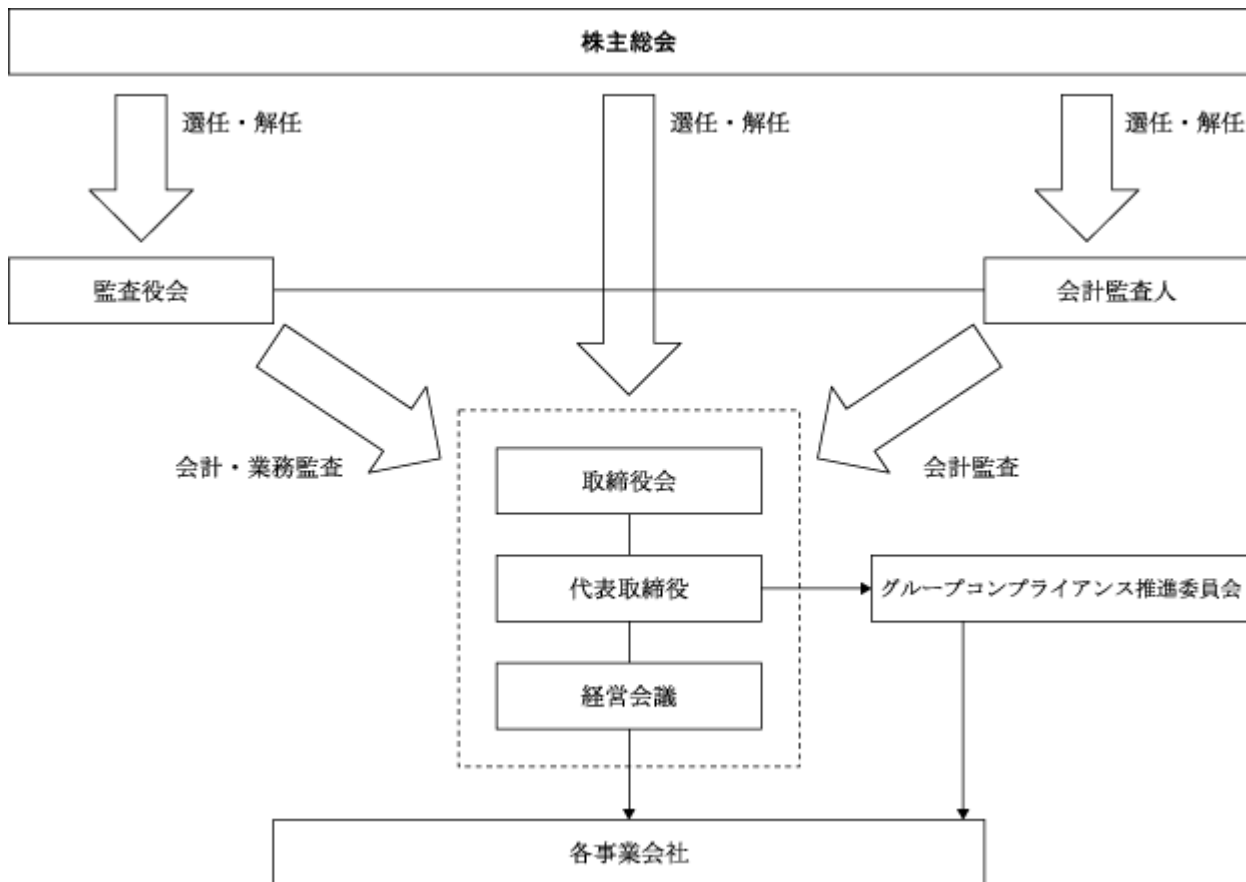 株主総会
選任・解任
選任・解任
選任・解任
監査役会
会計監査人
会計・業務監査
取締役会
会計監査
代表取締役
グループコンプライアンス推進委員会
経営会議
各事業会社